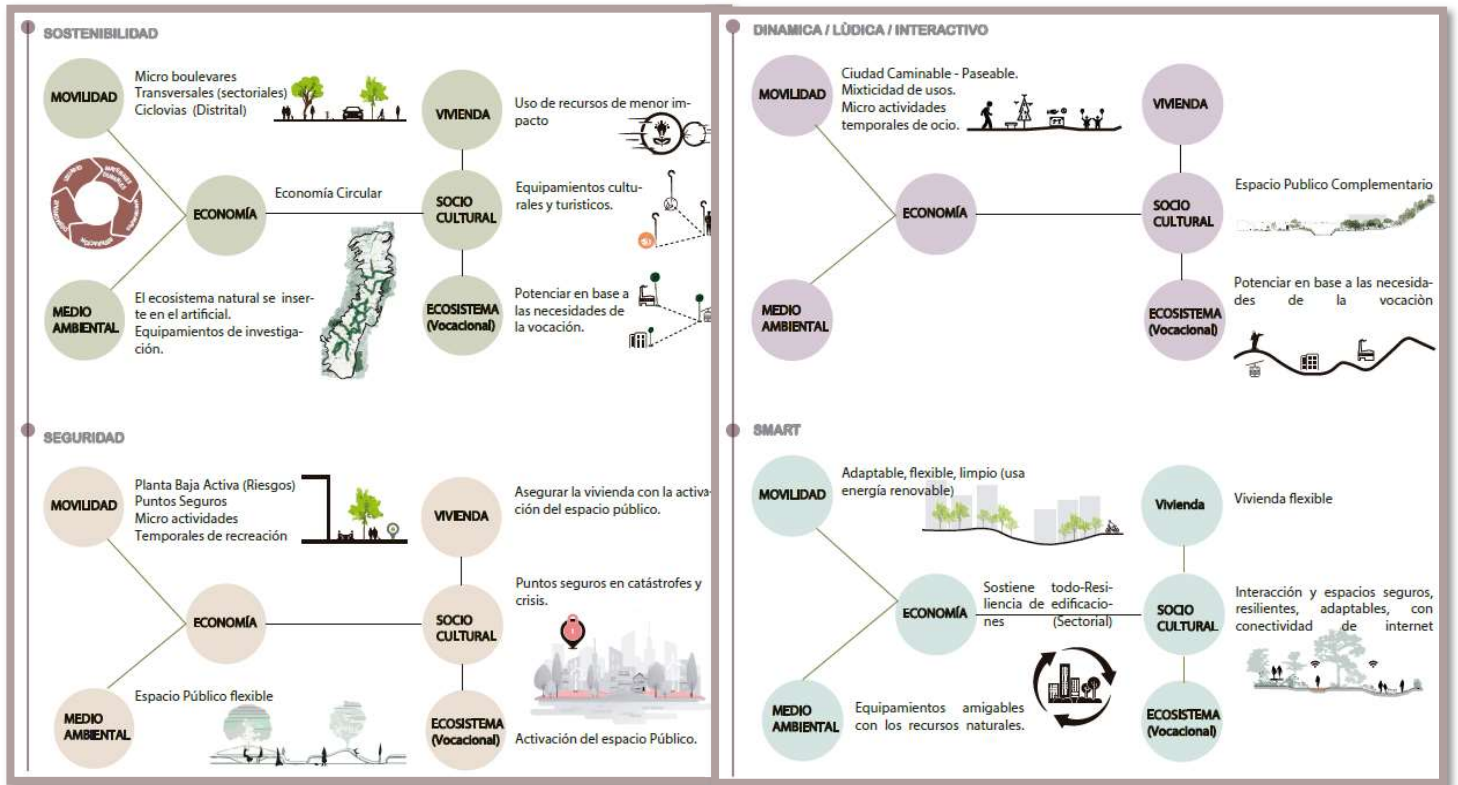 SOSTENIBILIDAD
MOVILIDAD
Micro boulevares
Transversales (sectoriales)
Ciclovias (Distrital)
VIVIENDA
Uso de recursos de menor im-
pacto
ECONOMÍA
Economía Circular
SOCIO
CULTURAL
Equipamientos cultu-
rales y turisticos.
MEDIO
AMBIENTAL
El ecosistema natural se inser-
te en el artificial.
Equipamientos de investiga-
ción.
ECOSISTEMA
(Vocacional)
Potenciar en base a
las necesidades de
la vocación.
DINAMICA / LÙDICA / INTERACTIVO
MOVILIDAD
Ciudad Caminable - Paseable.
Mixticidad de usos.
Micro actividades
temporales de ocio.
VIVIENDA
ECONOMÍA
SOCIO
CULTURAL
Espacio Publico Complementario
MEDIO
AMBIENTAL
ECOSISTEMA
(Vocacional)
Potenciar en base a las necesida-
des de la vocaciòn
SEGURIDAD
MOVILIDAD
Planta Baja Activa (Riesgos)
Puntos Seguros
Micro actividades
Temporales de recreación
VIVIENDA
Asegurar la vivienda con la activa-
ción del espacio público.
ECONOMÍA
SOCIO
CULTURAL
Puntos seguros en catástrofes y
crisis.
MEDIO
AMBIENTAL
Espacio Público flexible
ECOSISTEMA
(Vocacional)
Activación del espacio Público.
SMART
MOVILIDAD
Adaptable, flexible, limpio (usa
energía renovable)
Vivienda
Vivienda flexible
ECONOMÍA
Sostiene todo-Resi-
liencia de edificacio-
nes (Sectorial)
SOCIO
CULTURAL
Interacción y espacios seguros,
resilientes, adaptables, con
conectividad de internet
MEDIO
AMBIENTAL
Equipamientos amigables
con los recursos naturales.
ECOSISTEMA
(Vocacional)